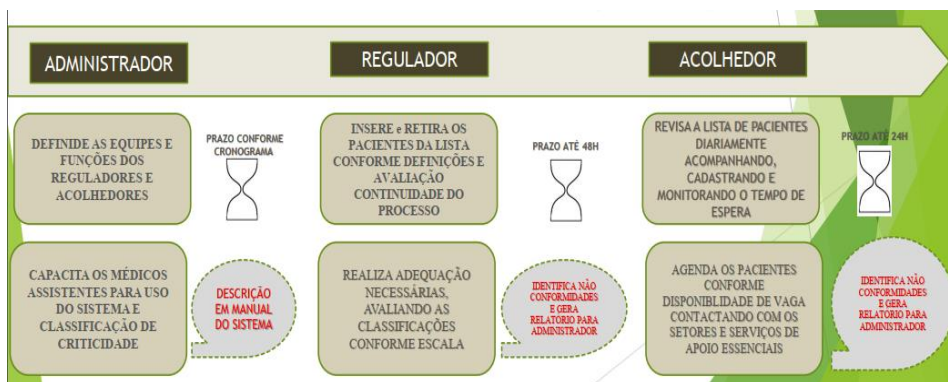 ADMINISTRADOR
REGULADOR
ACOLHEDOR
DEFINIDE AS EQUIPES E
FUNÇÕES DOS
REGULADORES E
ACOLHEDORES
PRAZO CONFORME
CRONOGRAMA
INSERE e RETIRA OS
PACIENTES DA LISTA
CONFORME DEFINIÇÕES E
AVALIAÇÃO
CONTINUIDADE DO
PROCESSO
PRAZO ATÉ 48H
REVISA A LISTA DE PACIENTES
DIARIAMENTE
ACOMPANHANDO,
CADASTRANDO E
MONITORANDO O TEMPO DE
ESPERA
PRAZO ATÉ 24H
CAPACITA OS MÉDICOS
ASSISTENTES PARA USO
DO SISTEMA E
CLASSIFICAÇÃO DE
CRITICIDADE
DESCRIÇÃO
EM MANUAL
DO SISTEMA
REALIZA ADEQUAÇÃO
NECESSÁRIAS,
AVALIANDO AS
CLASSIFICAÇÕES
CONFORME ESCALA
IDENTIFICA NÃO
CONFORMIDADES
E GERA
RELATÓRIO PARA
ADMINISTRADOR
AGENDA OS PACIENTES
CONFORME
DISPONIBLIDADE DE VAGA
CONTACTANDO COM OS
SETORES E SERVIÇOS DE
APOIO ESSENCIAIS
IDENTIFICA NÃO
CONFORMIDADES
E GERA
RELATÓRIO PARA
ADMINISTRADOR